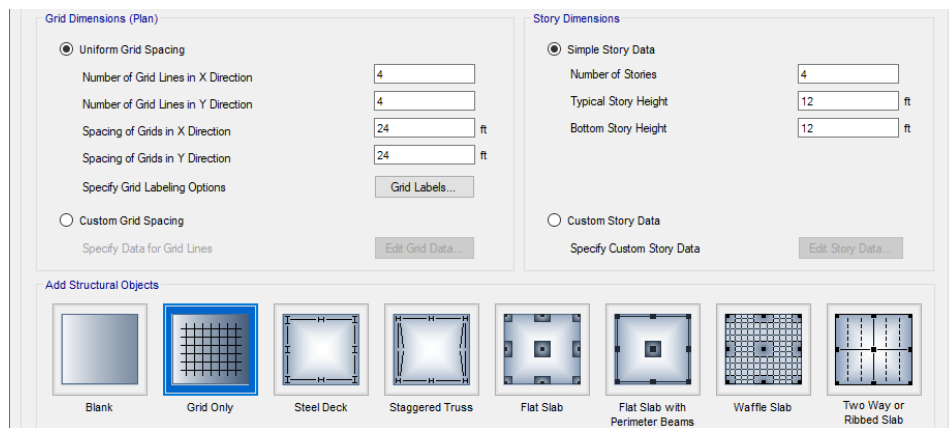 Grid Dimensions (Plan)
Uniform Grid Spacing
Number of Grid Lines in X Direction 4
Number of Grid Lines in Y Direction 4
Spacing of Grids in X Direction 24 ft
Spacing of Grids in Y Direction 24 ft
Specify Grid Labeling Options Grid Labels...
Custom Grid Spacing
Specify Data for Grid Lines Edit Grid Data...
Story Dimensions
Simple Story Data
Number of Stories 4
Typical Story Height 12 ft
Bottom Story Height 12 ft
Custom Story Data
Specify Custom Story Data Edit Story Data...
Add Structural Objects
Blank
Grid Only
Steel Deck
Staggered Truss
Flat Slab
Flat Slab with
Perimeter Beams
Waffle Slab
Two Way or
Ribbed Slab